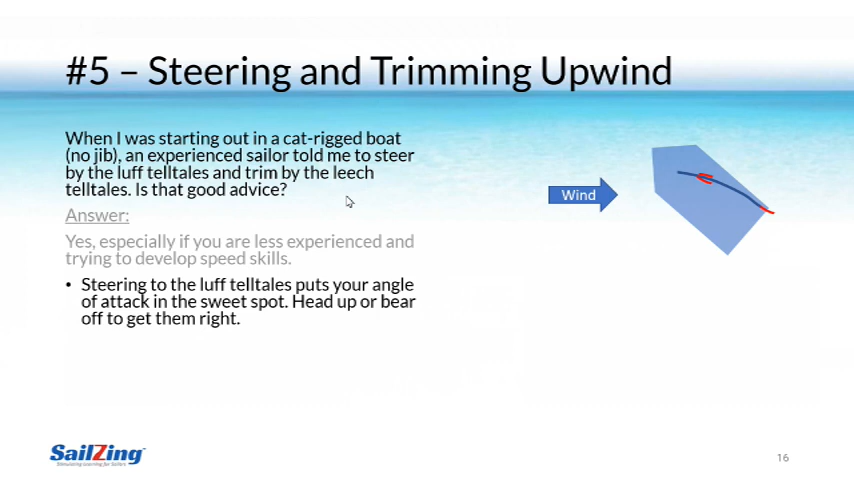 #5 – Steering and Trimming Upwind
When I was starting out in a cat-rigged boat
(no jib), an experienced sailor told me to steer
by the luff telltales and trim by the leech
telltales. Is that good advice?
Answer:
Yes, especially if you are less experienced and
trying to develop speed skills.
• Steering to the luff telltales puts your angle
of attack in the sweet spot. Head up or bear
off to get them right.
Wind
SailZing
Stimulating Learning for Sailors
16